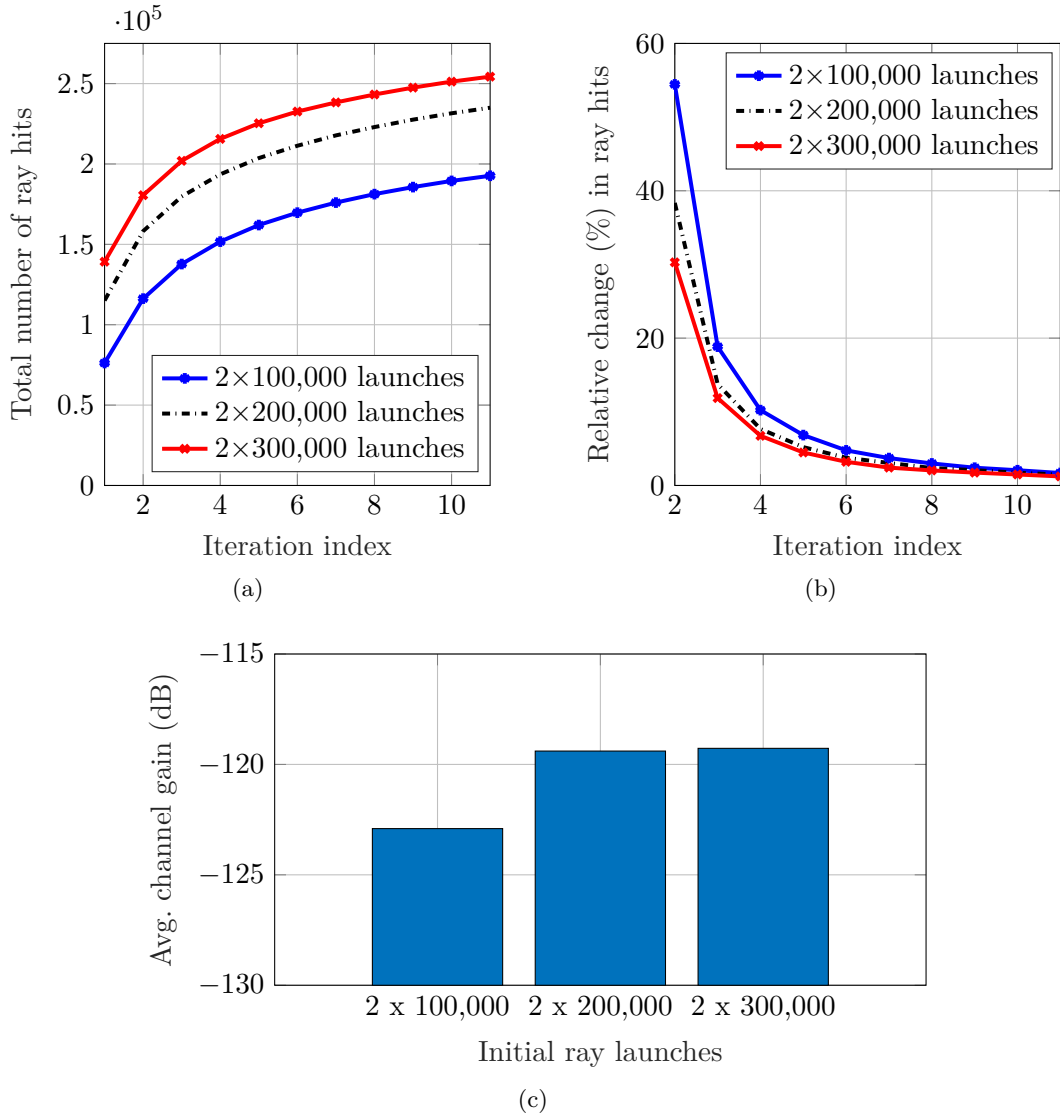 ·10⁵
Total number of ray hits
2.5
2
1.5
1
0.5
0
2 4 6 8 10
2×100,000 launches
2×200,000 launches
2×300,000 launches
Iteration index
(a)
Relative change (%) in ray hits
60
40
20
0
2 4 6 8 10
2×100,000 launches
2×200,000 launches
2×300,000 launches
Iteration index
(b)
Avg. channel gain (dB)
−115
−120
−125
−130
2 x 100,000 2 x 200,000 2 x 300,000
Initial ray launches
(c)